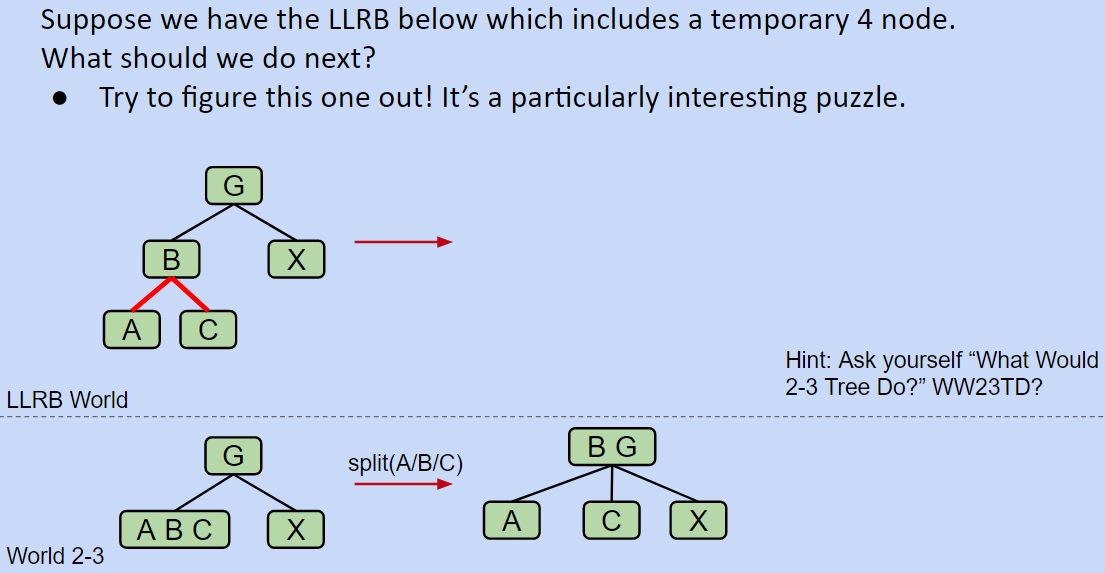 Suppose we have the LLRB below which includes a temporary 4 node.
What should we do next?
● Try to figure this one out! It’s a particularly interesting puzzle.
G
B
X
A
C
Hint: Ask yourself “What Would
2-3 Tree Do?” WW23TD?
LLRB World
G
split(A/B/C)
B G
A B C
X
A
C
X
World 2-3